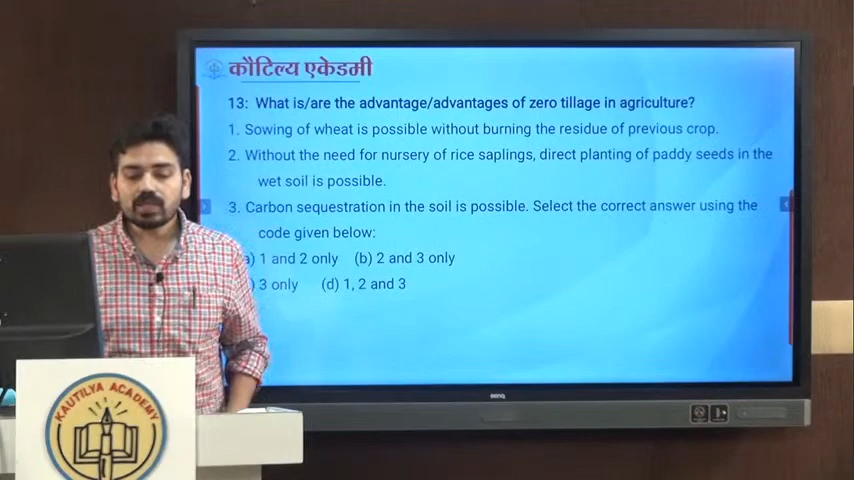 कौटिल्य एकेडमी
13: What is/are the advantage/advantages of zero tillage in agriculture?
1. Sowing of wheat is possible without burning the residue of previous crop.
2. Without the need for nursery of rice saplings, direct planting of paddy seeds in the
wet soil is possible.
3. Carbon sequestration in the soil is possible. Select the correct answer using the
code given below:
a) 1 and 2 only (b) 2 and 3 only
) 3 only (d) 1, 2 and 3
BenQ
KAUTILYA ACADEMY